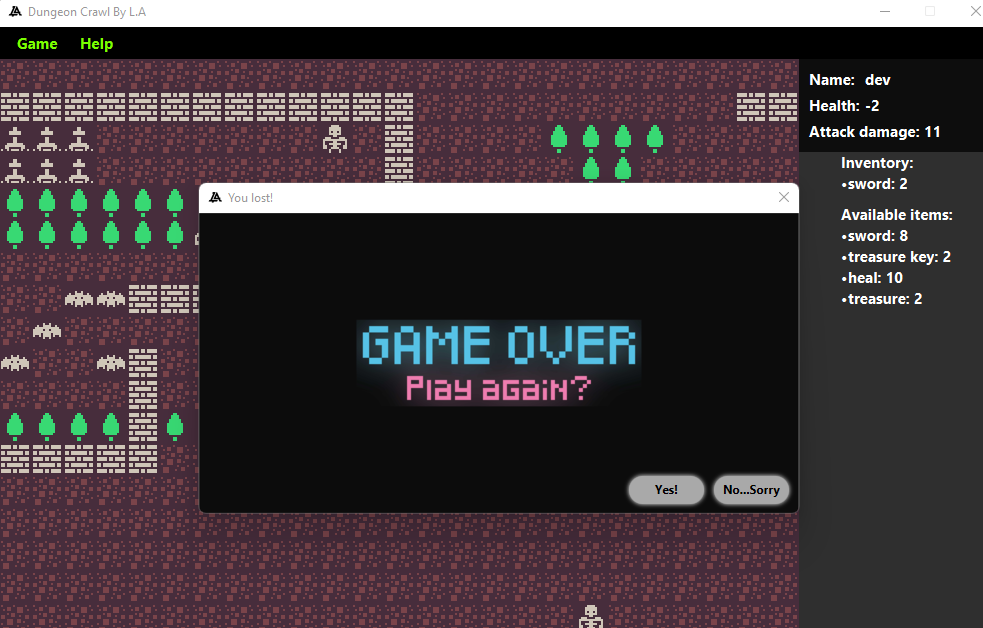 Dungeon Crawl By L.A
Game Help
Name: dev
Health: -2
Attack damage: 11
Inventory:
•sword: 2
Available items:
•sword: 8
•treasure key: 2
•heal: 10
•treasure: 2
You lost!
GAME OVER
Play again?
Yes! No...Sorry